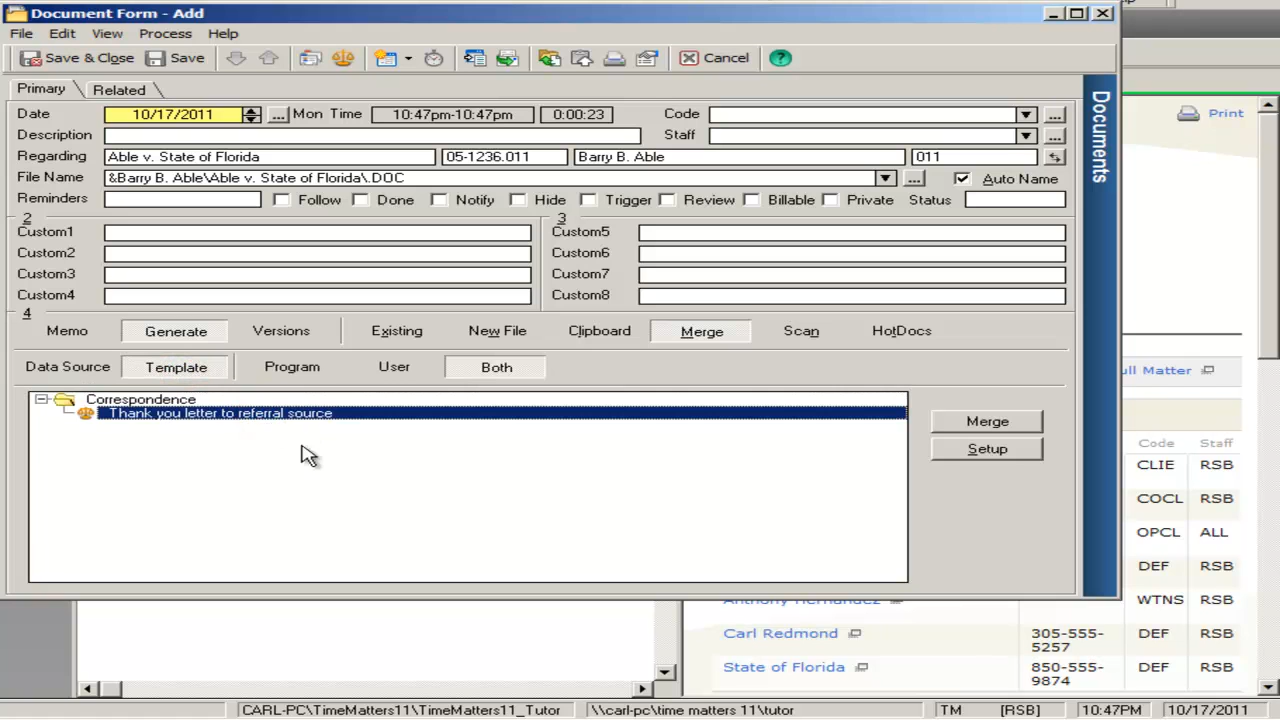 Document Form - Add
File Edit View Process Help
Save & Close Save Cancel ?
Primary Related
Date 10/17/2011 ... Mon Time 10:47pm-10:47pm 0:00:23 Code ...
Description Staff ...
Regarding Able v. State of Florida 05-1236.011 Barry B. Able 011
File Name &Barry B. Able\Able v. State of Florida\.DOC ... Auto Name
Reminders Follow Done Notify Hide Trigger Review Billable Private Status
2 3
Custom1 Custom5
Custom2 Custom6
Custom3 Custom7
Custom4 Custom8
4
Memo Generate Versions Existing New File Clipboard Merge Scan HotDocs
Data Source Template Program User Both
Correspondence
Thank you letter to referral source
Merge
Setup
Documents
Print
ull Matter
Code Staff
CLIE RSB
COCL RSB
OPCL ALL
DEF RSB
Anthony Hernandez WTNS RSB
Carl Redmond 305-555-5257 DEF RSB
State of Florida 850-555-9874 DEF RSB
CARL-PC\TimeMatters11\TimeMatters11_Tutor \\carl-pc\time matters 11\tutor TM [RSB] 10:47PM 10/17/2011